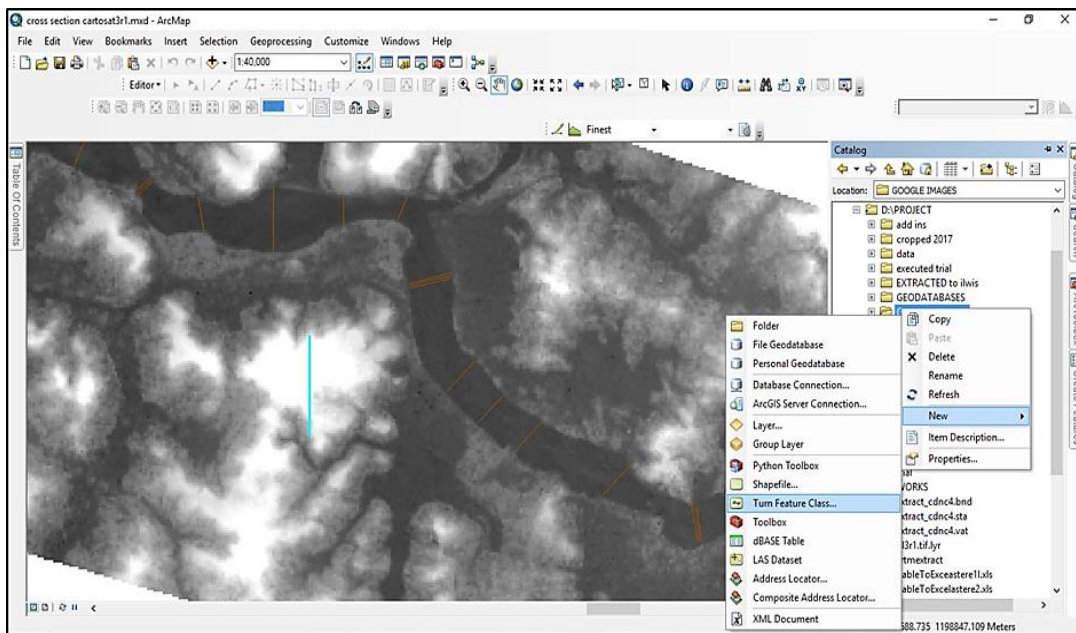 cross section cartosat3r1.mxd - ArcMap
File Edit View Bookmarks Insert Selection Geoprocessing Customize Windows Help
1:40,000
Editor
Finest
Table Of Contents
Catalog
Location: GOOGLE IMAGES
D:\PROJECT
add ins
cropped 2017
data
executed trial
EXTRACTED to ilwis
GEODATABASES
Folder
File Geodatabase
Personal Geodatabase
Database Connection...
ArcGIS Server Connection...
Layer...
Group Layer
Python Toolbox
Shapefile...
Turn Feature Class...
Toolbox
dBASE Table
LAS Dataset
Address Locator...
Composite Address Locator...
XML Document
Copy
Paste
Delete
Rename
Refresh
New
Item Description...
Properties...
WORKS
xtract_cdnc4.bnd
xtract_cdnc4.sta
xtract_cdnc4.vat
l3r1.tif.lyr
rtmextract
ableToExceastere1l.xls
ableToExcelastere2.xls
588.735 1198847.109 Meters